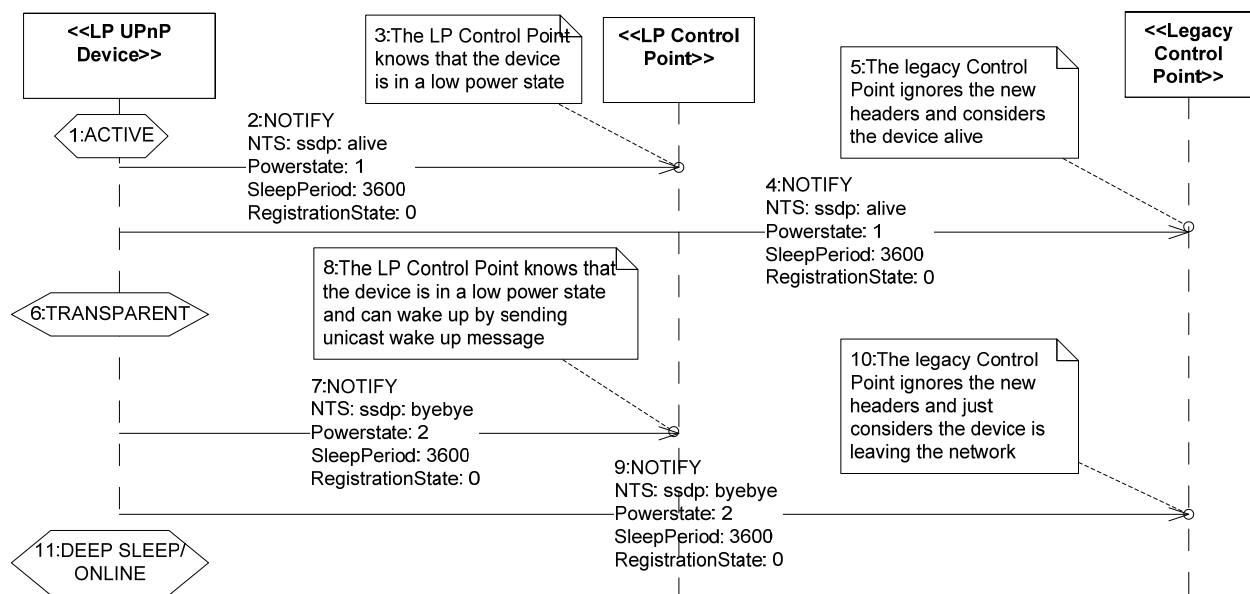 <<LP UPnP
Device>>
3:The LP Control Point
knows that the device
is in a low power state
<<LP Control
Point>>
<<Legacy
Control
Point>>
5:The legacy Control
Point ignores the new
headers and considers
the device alive
1:ACTIVE
2:NOTIFY
NTS: ssdp: alive
Powerstate: 1
SleepPeriod: 3600
RegistrationState: 0
4:NOTIFY
NTS: ssdp: alive
Powerstate: 1
SleepPeriod: 3600
RegistrationState: 0
6:TRANSPARENT
8:The LP Control Point knows that
the device is in a low power state
and can wake up by sending
unicast wake up message
7:NOTIFY
NTS: ssdp: byebye
Powerstate: 2
SleepPeriod: 3600
RegistrationState: 0
10:The legacy Control
Point ignores the new
headers and just
considers the device is
leaving the network
9:NOTIFY
NTS: ssdp: byebye
Powerstate: 2
SleepPeriod: 3600
RegistrationState: 0
11:DEEP SLEEP/
ONLINE